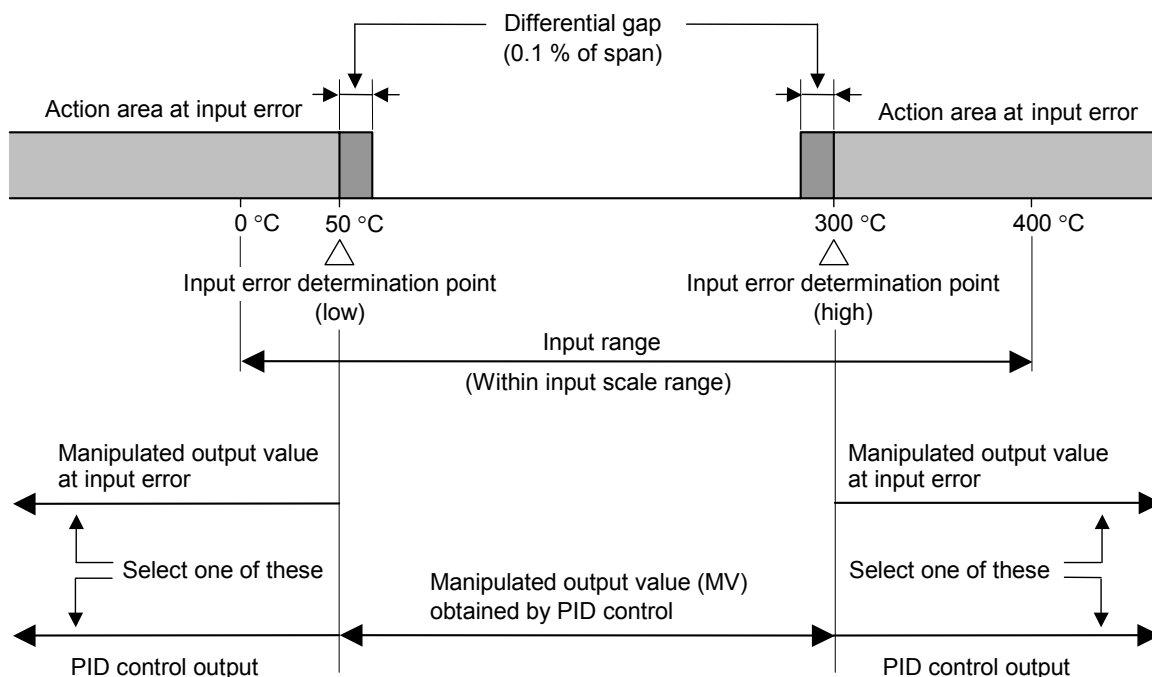 Differential gap
(0.1 % of span)
Action area at input error
Action area at input error
0 °C
50 °C
300 °C
400 °C
Input error determination point
(low)
Input error determination point
(high)
Input range
(Within input scale range)
Manipulated output value
at input error
Manipulated output value
at input error
Select one of these
Manipulated output value (MV)
obtained by PID control
Select one of these
PID control output
PID control output